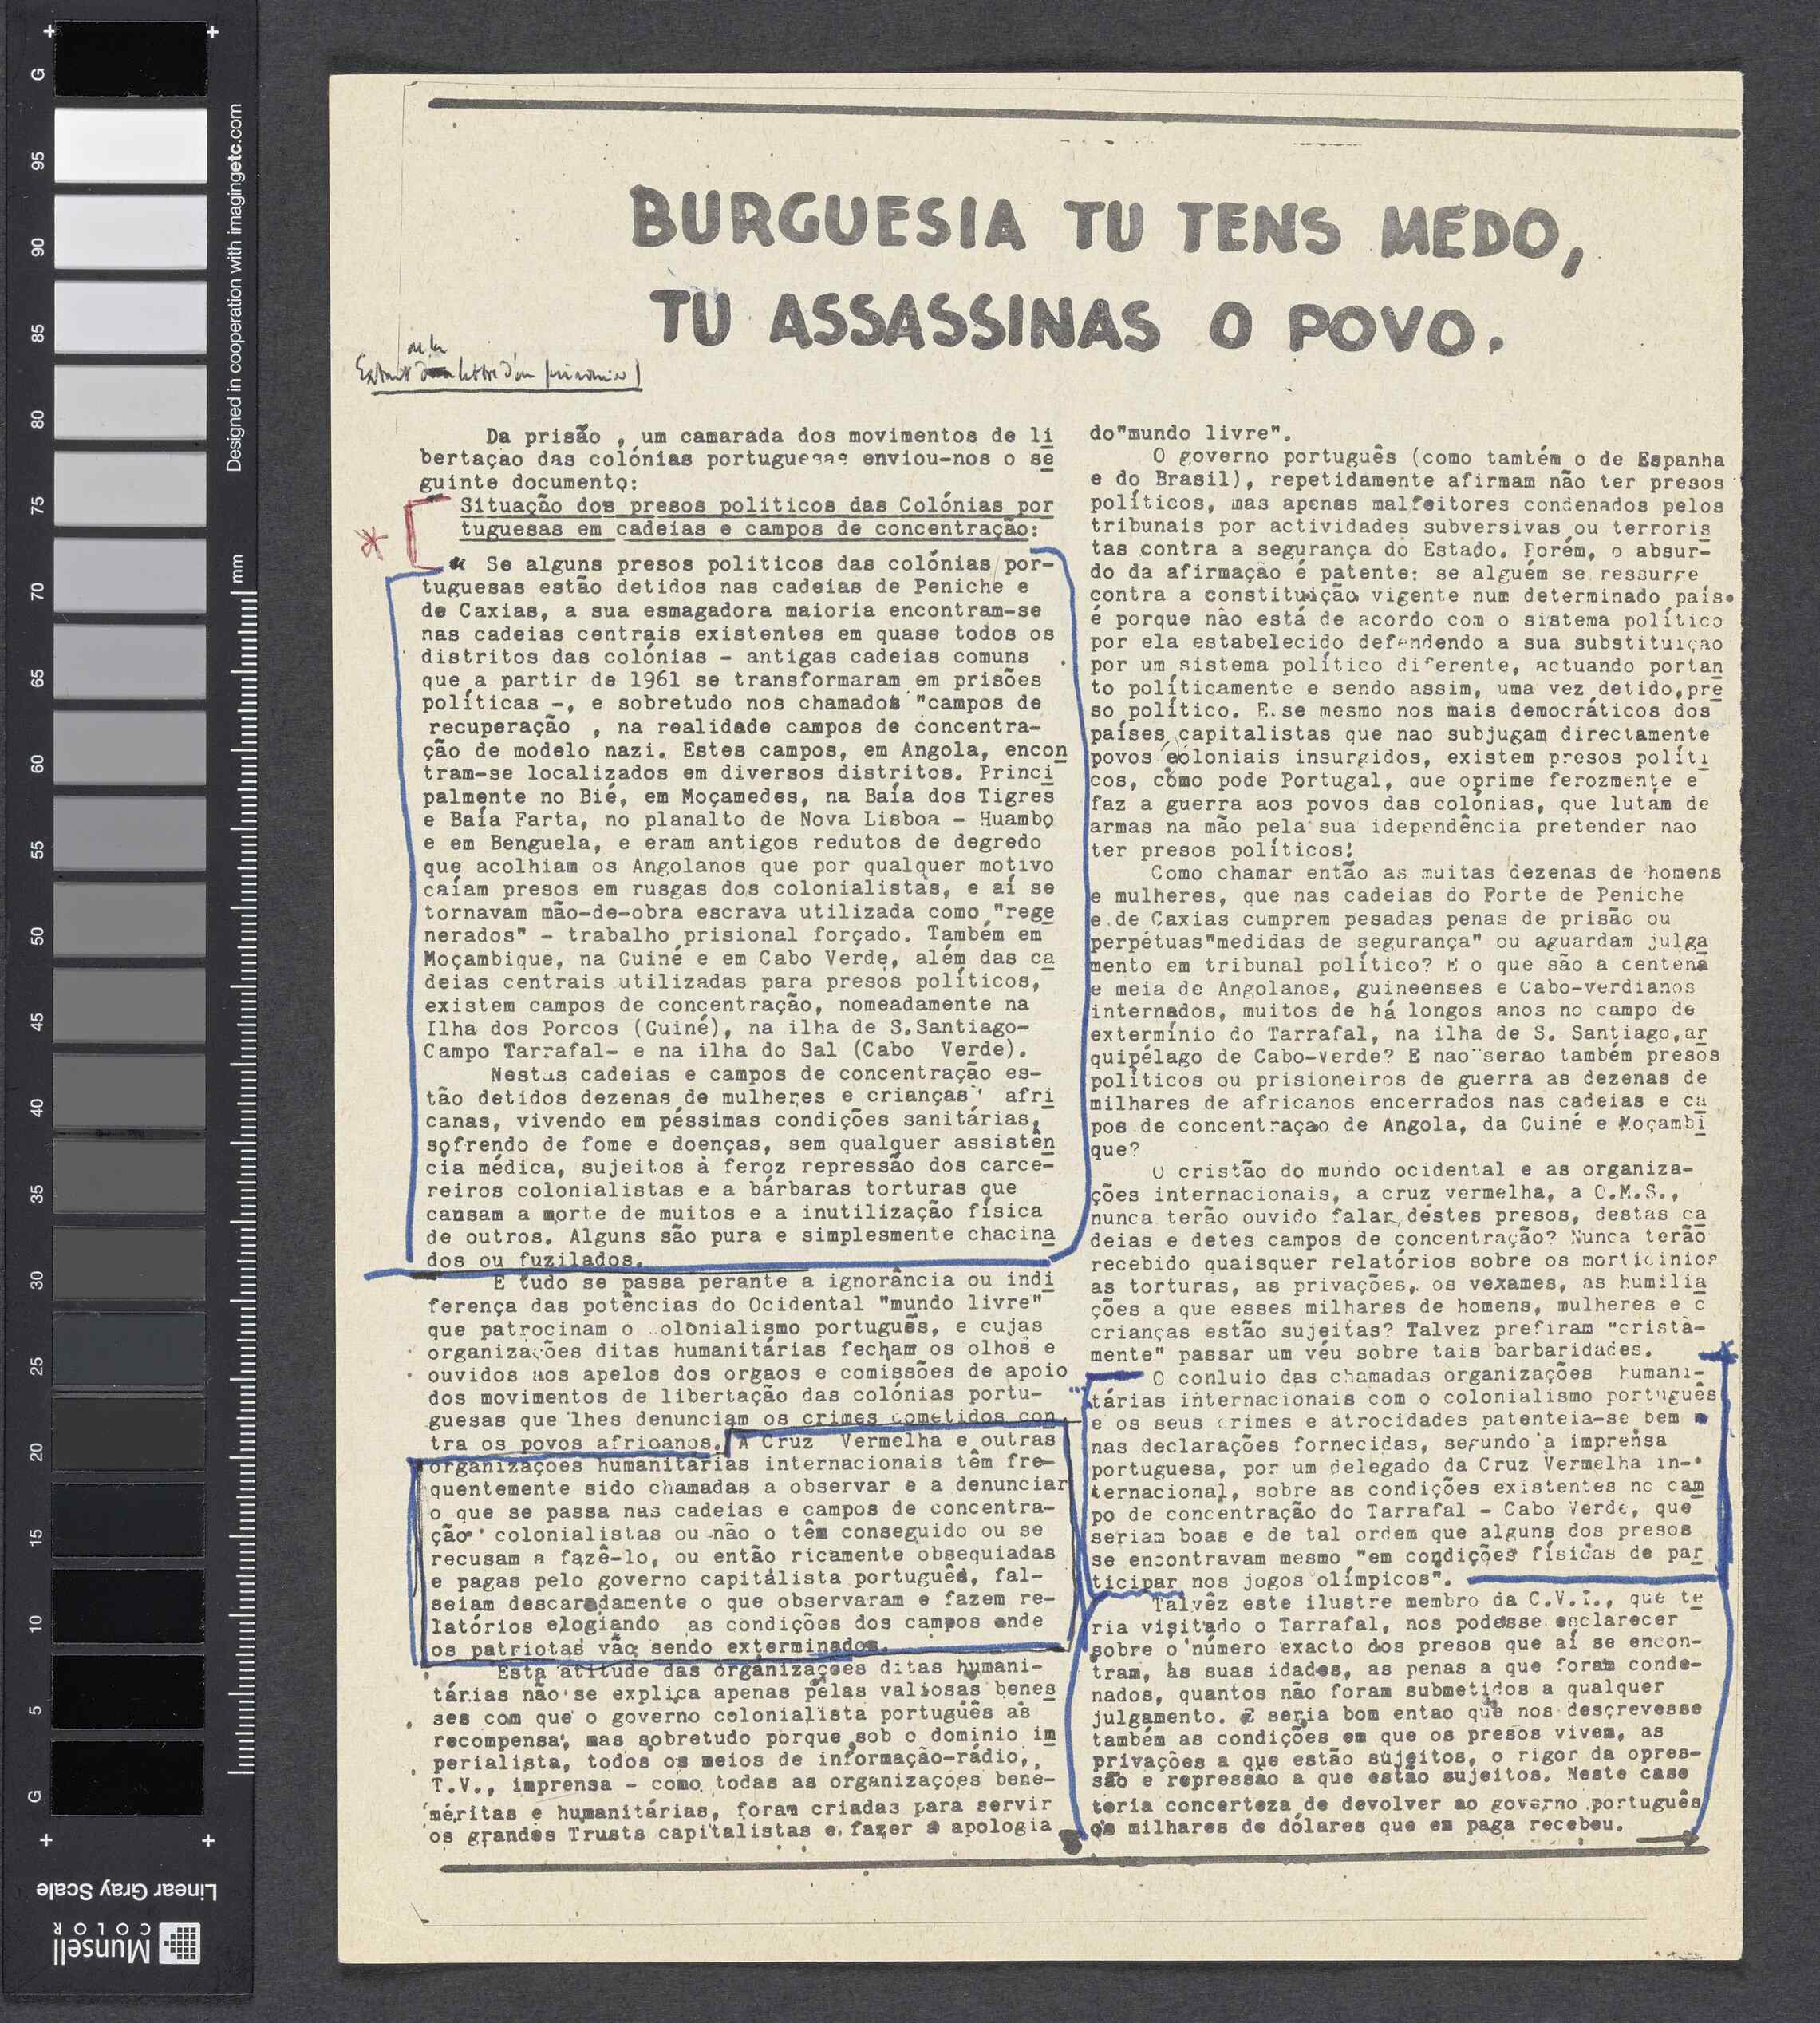 BURGUESIA TU TENS MEDO,
TU ASSASSINAS O POVO.
de la
Extrait lettre d'un prisonnier
Da prisão , um camarada dos movimentos de li
bertaçao das colónias portuguesas enviou-nos o se
guinte documento:
Situação dos presos politicos das Colónias por
tuguesas em cadeias e campos de concentração:
" Se alguns presos politicos das colónias por-
tuguesas estão detidos nas cadeias de Peniche e
de Caxias, a sua esmagadora maioria encontram-se
nas cadeias centrais existentes em quase todos os
distritos das colónias - antigas cadeias comuns
que a partir de 1961 se transformaram em prisões
políticas -, e sobretudo nos chamados "campos de
recuperação , na realidade campos de concentra-
ção de modelo nazi. Estes campos, em Angola, encon
tram-se localizados em diversos distritos. Princi
palmente no Bié, em Moçamedes, na Baía dos Tigres
e Baía Farta, no planalto de Nova Lisboa - Huambo
e em Benguela, e eram antigos redutos de degredo
que acolhiam os Angolanos que por qualquer motivo
caíam presos em rusgas dos colonialistas, e aí se
tornavam mão-de-obra escrava utilizada como "rege
nerados" - trabalho prisional forçado. Também em
Moçambique, na Guiné e em Cabo Verde, além das ca
deias centrais utilizadas para presos políticos,
existem campos de concentração, nomeadamente na
Ilha dos Porcos (Guiné), na ilha de S.Santiago-
Campo Tarrafal- e na ilha do Sal (Cabo Verde).
Nestas cadeias e campos de concentração es-
tão detidos dezenas de mulheres e crianças afri
canas, vivendo em péssimas condições sanitárias,
sofrendo de fome e doenças, sem qualquer assistên
cia médica, sujeitos à feroz repressão dos carce-
reiros colonialistas e a bárbaras torturas que
causam a morte de muitos e a inutilização física
de outros. Alguns são pura e simplesmente chacina
dos ou fuzilados.
E tudo se passa perante a ignorância ou indi
ferença das potências do Ocidental "mundo livre"
que patrocinam o olonialismo português, e cujas
organizações ditas humanitárias fecham os olhos e
ouvidos aos apelos dos orgaos e comissões de apoio
dos movimentos de libertação das colónias portu-
guesas que lhes denunciam os crimes cometidos con
tra os povos africanos. A Cruz Vermelha e outras
organizaçoes humanitárias internacionais têm fre-
quentemente sido chamadas a observar e a denunciar
o que se passa nas cadeias e campos de concentra-
ção colonialistas ou não o têm conseguido ou se
recusam a fazê-lo, ou então ricamente obsequiadas
e pagas pelo governo capitálista português, fal-
seiam descaradamente o que observaram e fazem re-
latórios elogiando as condições dos campos onde
os patriotas vão sendo exterminados.
Esta atitude das organizações ditas humani-
tárias não se explica apenas pelas valiosas benes
ses com que o governo colonialista português as
recompensa, mas sobretudo porque sob o dominio im
perialista, todos os meios de informação-rádio,
T.V., imprensa - como todas as organizaçoes bene-
méritas e humanitárias, foram criadas para servir
os grandes Trusts capitalistas e fazer a apologia
do"mundo livre".
O governo português (como também o de Espanha
e do Brasil), repetidamente afirmam não ter presos
políticos, mas apenas malfeitores condenados pelos
tribunais por actividades subversivas ou terroris
tas contra a segurança do Estado. Porém, o absur-
do da afirmação é patente: se alguém se ressurge
contra a constituição vigente num determinado país
é porque não está de acordo com o sistema político
por ela estabelecido defendendo a sua substituiçao
por um sistema político diferente, actuando portan
to políticamente e sendo assim, uma vez detido,pre
so político. E se mesmo nos mais democráticos dos
países capitalistas que nao subjugam directamente
povos coloniais insurgidos, existem presos políti
cos, como pode Portugal, que oprime ferozmente e
faz a guerra aos povos das colónias, que lutam de
armas na mão pela sua idependência pretender nao
ter presos políticos!
Como chamar então as muitas dezenas de homens
e mulheres, que nas cadeias do Forte de Peniche
e de Caxias cumprem pesadas penas de prisão ou
perpétuas"medidas de segurança" ou aguardam julga
mento em tribunal político? E o que são a centena
e meia de Angolanos, guineenses e Cabo-verdianos
internados, muitos de há longos anos no campo de
extermínio do Tarrafal, na ilha de S. Santiago,ar
quipélago de Cabo-verde? E nao serao também presos
políticos ou prisioneiros de guerra as dezenas de
milhares de africanos encerrados nas cadeias e ca
pos de concentraçao de Angola, da Guiné e Moçambi
que?
O cristão do mundo ocidental e as organiza-
ções internacionais, a cruz vermelha, a O.M.S.,
nunca terão ouvido falar destes presos, destas ca
deias e detes campos de concentração? Nunca terão
recebido quaisquer relatórios sobre os morticinios
as torturas, as privações, os vexames, as humilia
ções a que esses milhares de homens, mulheres e c
crianças estão sujeitas? Talvez prefiram "cristã-
mente" passar um véu sobre tais barbaridades.
O conluio das chamadas organizações humani-
tárias internacionais com o colonialismo português
e os seus crimes e atrocidades patenteia-se bem
nas declarações fornecidas, segundo a imprensa
portuguesa, por um delegado da Cruz Vermelha in-
ternacional, sobre as condições existentes no cam
po de concentração do Tarrafal - Cabo Verde, que
seriam boas e de tal ordem que alguns dos presos
se encontravam mesmo "em condições físicas de par
ticipar nos jogos olímpicos".
Talvêz este ilustre membro da C.V.I., que te
ria visitado o Tarrafal, nos podesse esclarecer
sobre o número exacto dos presos que aí se encon-
tram, às suas idades, as penas a que foram conde-
nados, quantos não foram submetidos a qualquer
julgamento. E seria bom entao que nos descrevesse
também as condições em que os presos vivem, as
privações a que estão sujeitos, o rigor da opres-
são e repressão a que estão sujeitos. Neste case
teria concerteza de devolver ao governo português
os milhares de dólares que em paga recebeu.
G
95
90
85
80
75
70
65
60
55
50
45
40
35
30
25
20
15
10
5
G
mm
Designed in cooperation with imagingetc.com
Linear Gray Scale
Munsell
COLOR